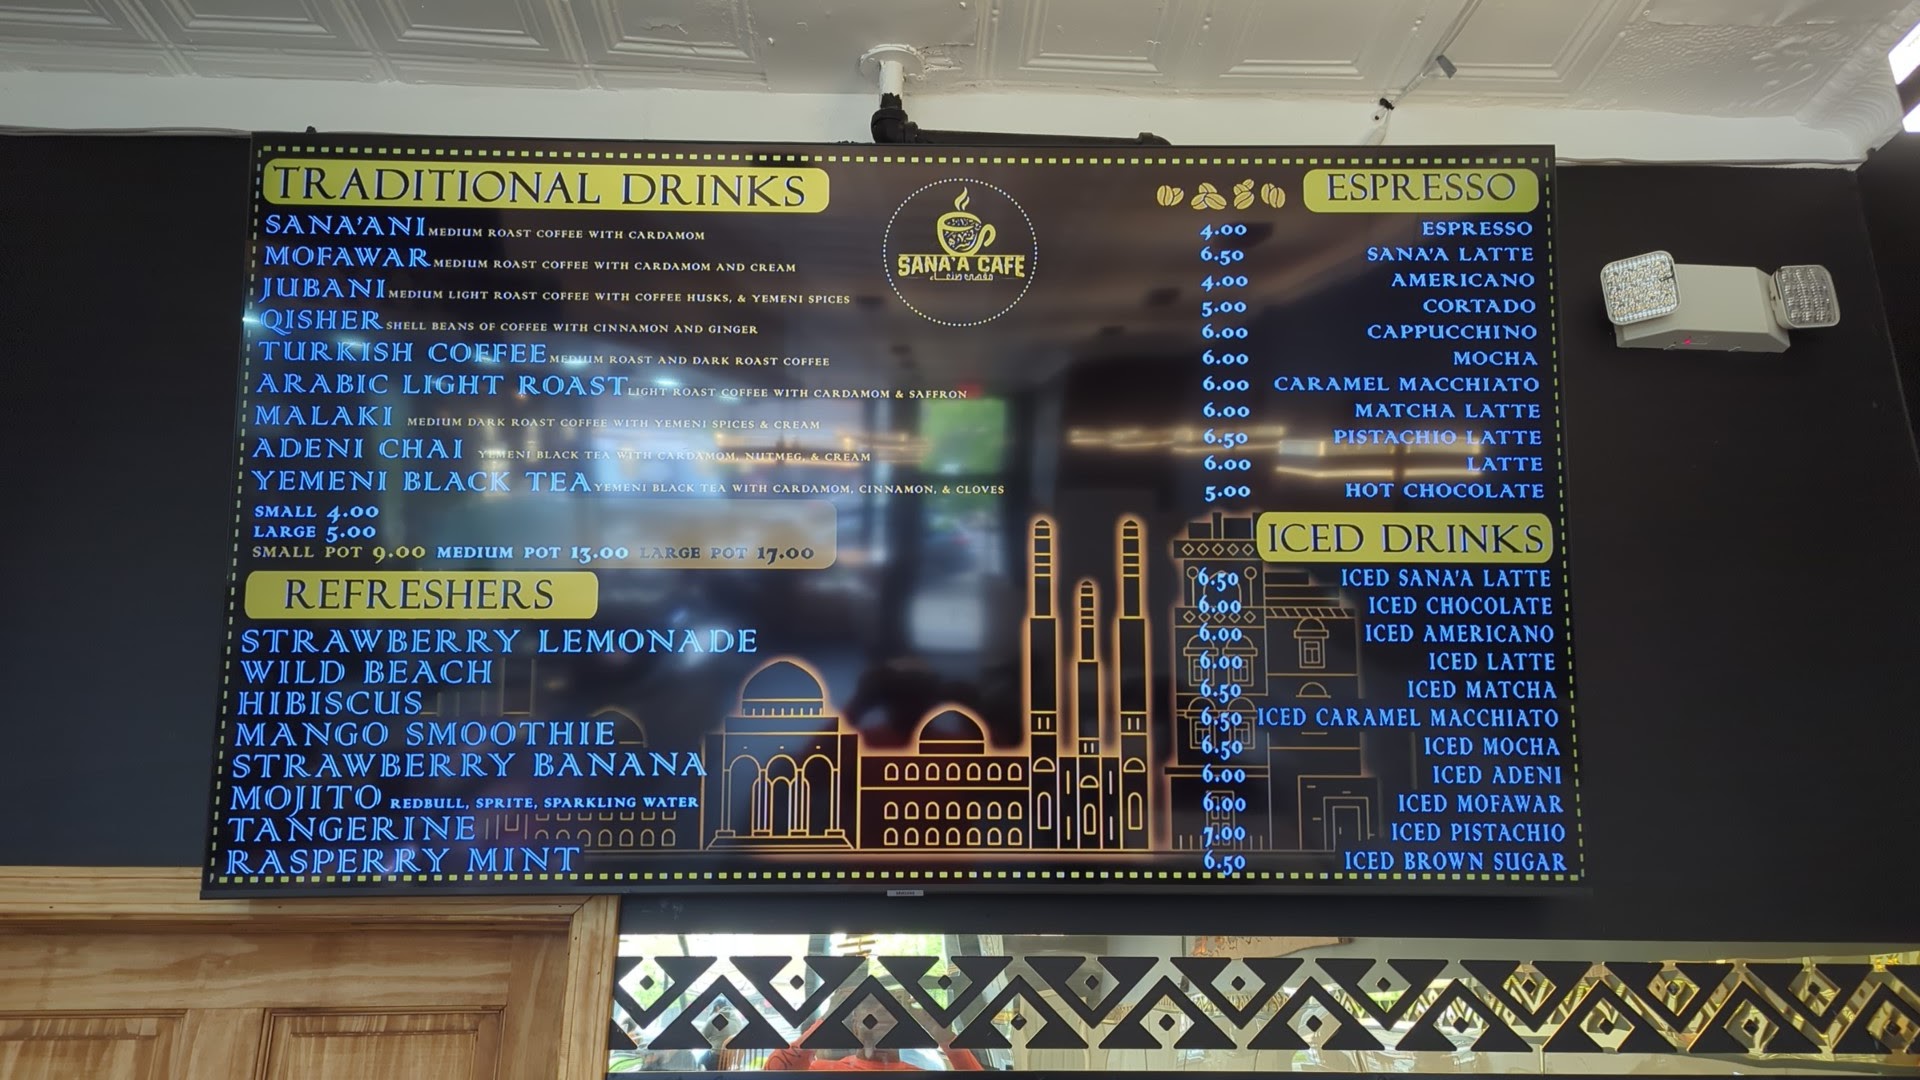 TRADITIONAL DRINKS
SANA'ANI MEDIUM ROAST COFFEE WITH CARDAMOM
MOFAWAR MEDIUM ROAST COFFEE WITH CARDAMOM AND CREAM
JUBANI MEDIUM LIGHT ROAST COFFEE WITH COFFEE HUSKS, & YEMENI SPICES
QISHER SHELL BEANS OF COFFEE WITH CINNAMON AND GINGER
TURKISH COFFEE MEDIUM ROAST AND DARK ROAST COFFEE
ARABIC LIGHT ROAST LIGHT ROAST COFFEE WITH CARDAMOM & SAFFRON
MALAKI MEDIUM DARK ROAST COFFEE WITH YEMENI SPICES & CREAM
ADENI CHAI YEMENI BLACK TEA WITH CARDAMOM, NUTMEG, & CREAM
YEMENI BLACK TEA YEMENI BLACK TEA WITH CARDAMOM, CINNAMON, & CLOVES
SMALL 4.00
LARGE 5.00
SMALL POT 9.00 MEDIUM POT 13.00 LARGE POT 17.00
REFRESHERS
STRAWBERRY LEMONADE
WILD BEACH
HIBISCUS
MANGO SMOOTHIE
STRAWBERRY BANANA
MOJITO REDBULL, SPRITE, SPARKLING WATER
TANGERINE
RASPERRY MINT
SANA'A CAFE
ESPRESSO
4.00 ESPRESSO
6.50 SANA'A LATTE
4.00 AMERICANO
5.00 CORTADO
6.00 CAPPUCCHINO
6.00 MOCHA
6.00 CARAMEL MACCHIATO
6.00 MATCHA LATTE
6.50 PISTACHIO LATTE
6.00 LATTE
5.00 HOT CHOCOLATE
ICED DRINKS
6.50 ICED SANA'A LATTE
6.00 ICED CHOCOLATE
6.00 ICED AMERICANO
6.00 ICED LATTE
6.50 ICED MATCHA
6.50 ICED CARAMEL MACCHIATO
6.50 ICED MOCHA
6.00 ICED ADENI
6.00 ICED MOFAWAR
7.00 ICED PISTACHIO
6.50 ICED BROWN SUGAR